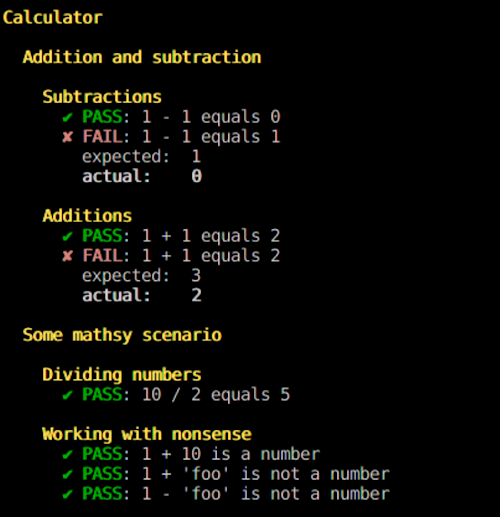 Calculator
Addition and subtraction
Subtractions
✔ PASS: 1 - 1 equals 0
✘ FAIL: 1 - 1 equals 1
expected: 1
actual: 0
Additions
✔ PASS: 1 + 1 equals 2
✘ FAIL: 1 + 1 equals 2
expected: 3
actual: 2
Some mathsy scenario
Dividing numbers
✔ PASS: 10 / 2 equals 5
Working with nonsense
✔ PASS: 1 + 10 is a number
✔ PASS: 1 + 'foo' is not a number
✔ PASS: 1 - 'foo' is not a number